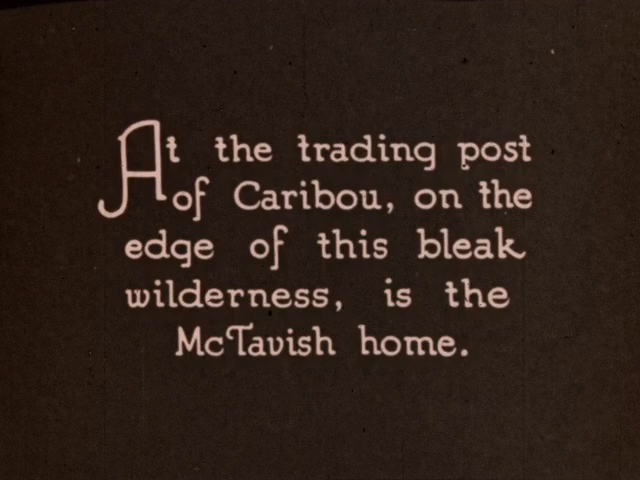 At the trading post
of Caribou, on the
edge of this bleak
wilderness, is the
McTavish home.